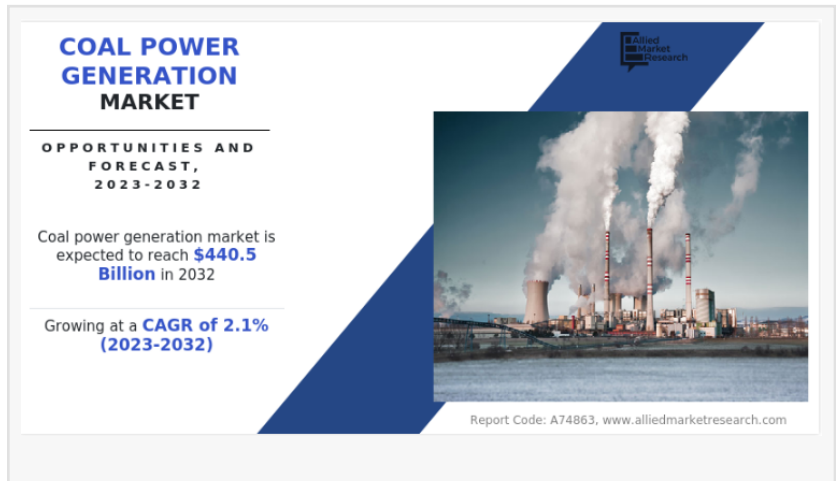 COAL POWER
GENERATION
MARKET
OPPORTUNITIES AND
FORECAST,
2023-2032
Coal power generation market is
expected to reach $440.5
Billion in 2032
Growing at a CAGR of 2.1%
(2023-2032)
Allied
Market
Research
Report Code: A74863, www.alliedmarketresearch.com